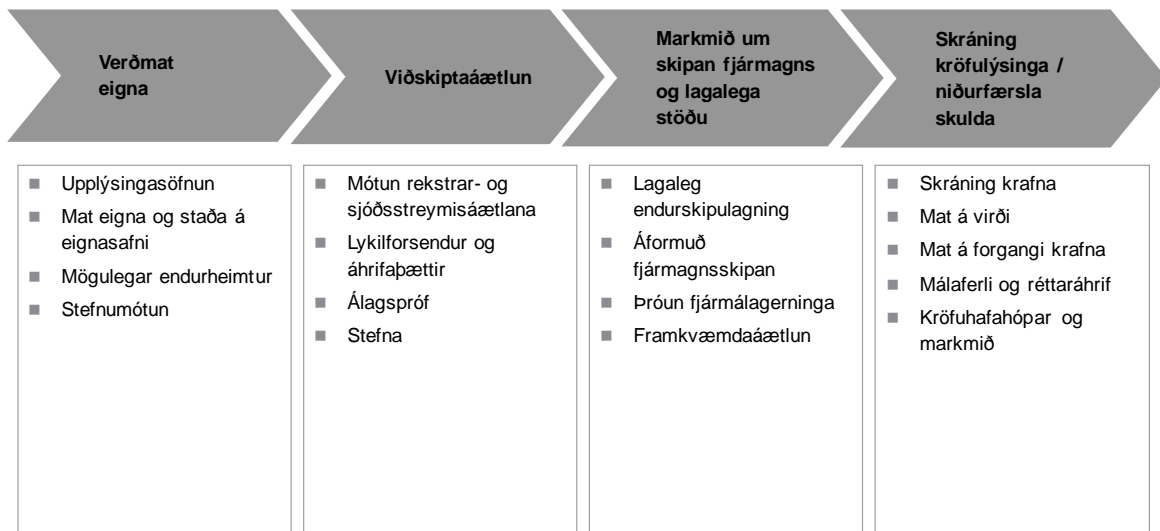 Verðmat
eigna
Viðskiptaáætlun
Markmið um
skipan fjármagns
og lagalega
stöðu
Skráning
kröfulýsinga /
niðurfærsla
skulda
Upplýsingasöfnun
Mat eigna og staða á
eignasafni
Mögulegar endurheimtur
Stefnumótun
Mótun rekstrar- og
sjóðsstreymisáætlana
Lykilforsendur og
áhrifaþættir
Álagspróf
Stefna
Lagaleg
endurskipulagning
Áformuð
fjármagnsskipan
Þróun fjármálagerninga
Framkvæmdaáætlun
Skráning krafna
Mat á virði
Mat á forgangi krafna
Málaferli og réttaráhrif
Kröfuhafahópar og
markmið